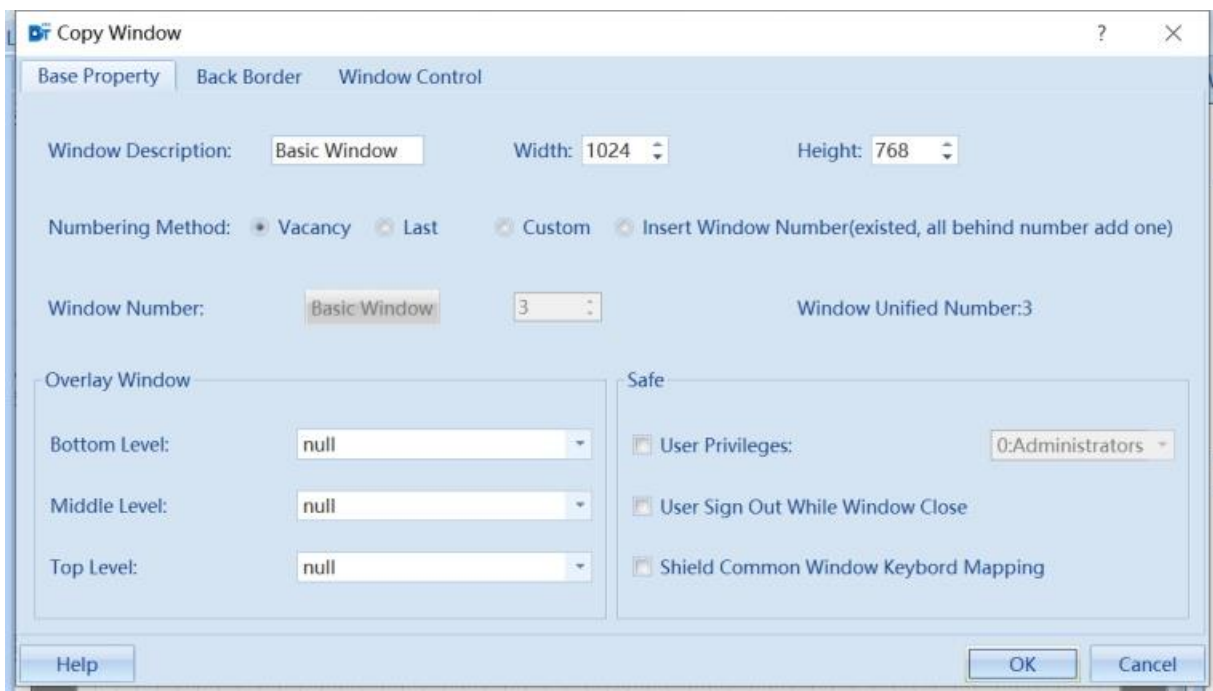 DT Copy Window ? ×
Base Property Back Border Window Control
Window Description: Basic Window Width: 1024 Height: 768
Numbering Method: Vacancy Last Custom Insert Window Number(existed, all behind number add one)
Window Number: Basic Window 3 Window Unified Number:3
Overlay Window Safe
Bottom Level: null User Privileges: 0:Administrators
Middle Level: null User Sign Out While Window Close
Top Level: null Shield Common Window Keybord Mapping
Help OK Cancel